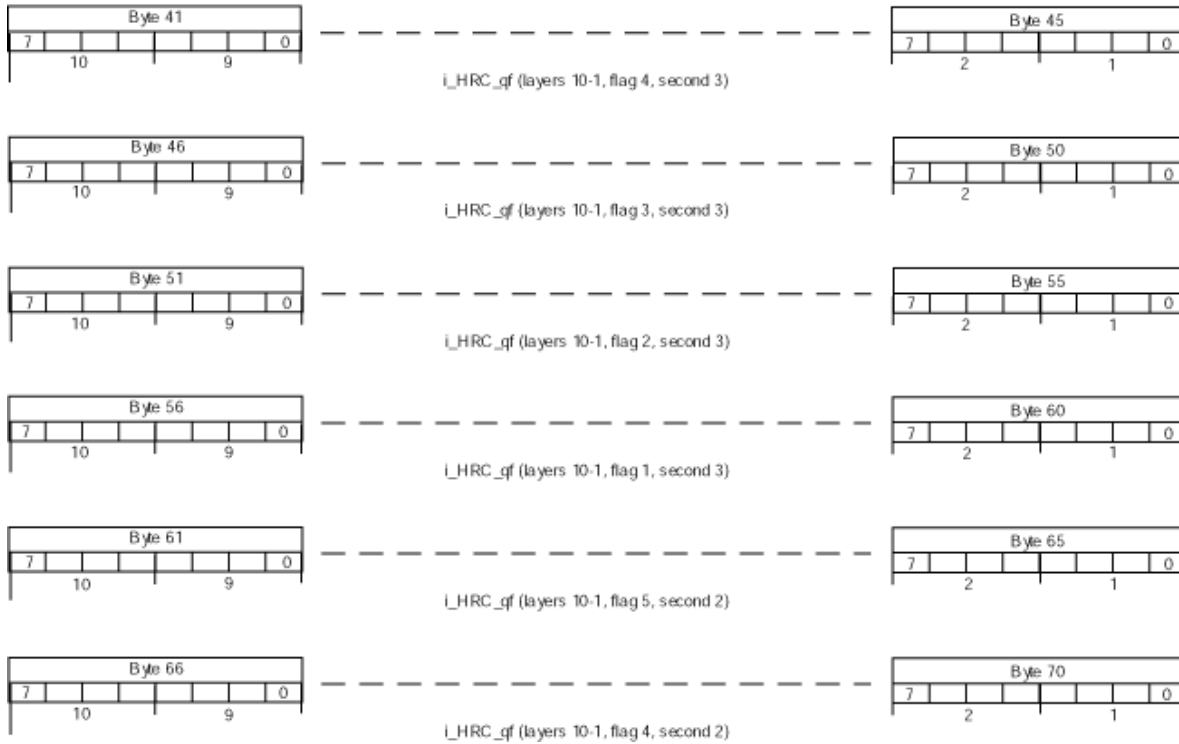 Byte 41 Byte 45
7 0 7 0
10 9 2 1
i_HRC_qf (layers 10-1, flag 4, second 3)
Byte 46 Byte 50
7 0 7 0
10 9 2 1
i_HRC_qf (layers 10-1, flag 3, second 3)
Byte 51 Byte 55
7 0 7 0
10 9 2 1
i_HRC_qf (layers 10-1, flag 2, second 3)
Byte 56 Byte 60
7 0 7 0
10 9 2 1
i_HRC_qf (layers 10-1, flag 1, second 3)
Byte 61 Byte 65
7 0 7 0
10 9 2 1
i_HRC_qf (layers 10-1, flag 5, second 2)
Byte 66 Byte 70
7 0 7 0
10 9 2 1
i_HRC_qf (layers 10-1, flag 4, second 2)